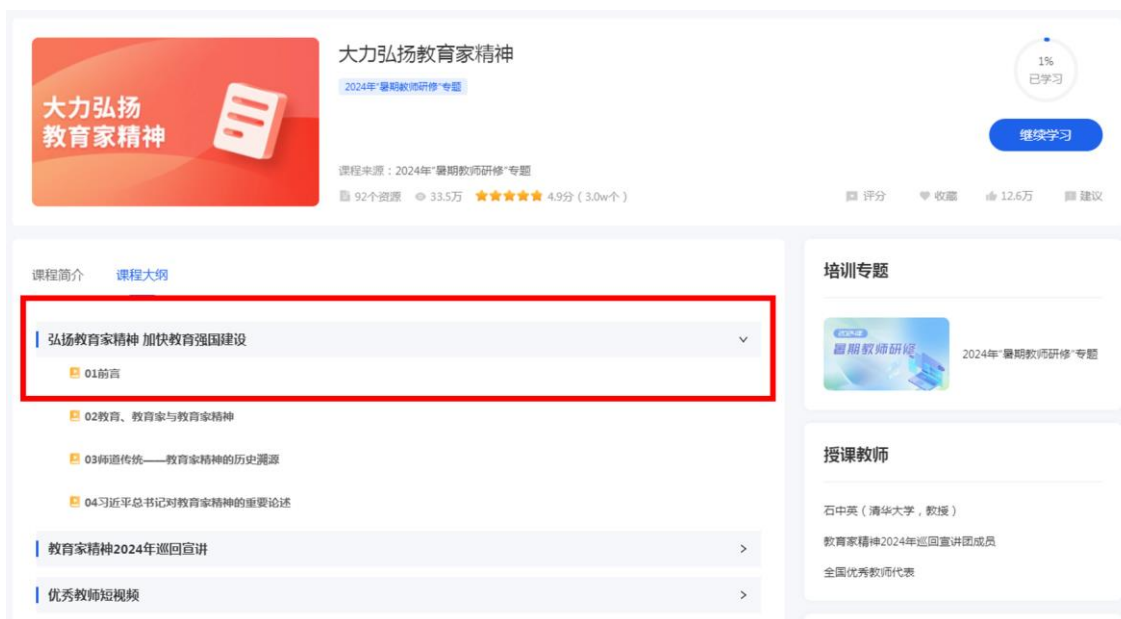 大力弘扬
教育家精神
大力弘扬教育家精神
2024年"暑期教师研修"专题
课程来源：2024年"暑期教师研修"专题
92个资源 33.5万 4.9分（3.0w个）
1%
已学习
继续学习
评分 收藏 12.6万 建议
课程简介 课程大纲
弘扬教育家精神 加快教育强国建设
01前言
02教育、教育家与教育家精神
03师道传统——教育家精神的历史溯源
04习近平总书记对教育家精神的重要论述
教育家精神2024年巡回宣讲
优秀教师短视频
培训专题
暑期教师研修
2024年"暑期教师研修"专题
授课教师
石中英（清华大学，教授）
教育家精神2024年巡回宣讲团成员
全国优秀教师代表